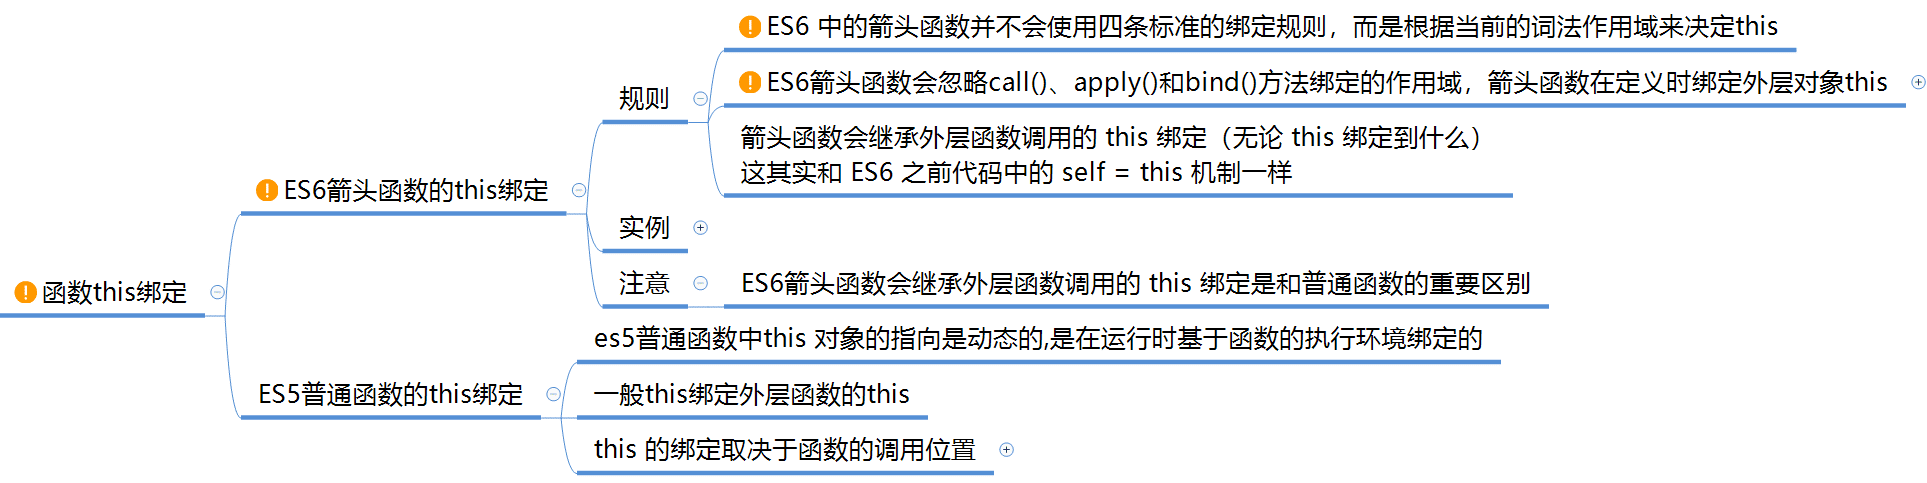 ES6 中的箭头函数并不会使用四条标准的绑定规则，而是根据当前的词法作用域来决定this
ES6箭头函数会忽略call()、apply()和bind()方法绑定的作用域，箭头函数在定义时绑定外层对象this
规则
箭头函数会继承外层函数调用的 this 绑定（无论 this 绑定到什么）
这其实和 ES6 之前代码中的 self = this 机制一样
ES6箭头函数的this绑定
实例
注意
ES6箭头函数会继承外层函数调用的 this 绑定是和普通函数的重要区别
函数this绑定
es5普通函数中this 对象的指向是动态的,是在运行时基于函数的执行环境绑定的
ES5普通函数的this绑定
一般this绑定外层函数的this
this 的绑定取决于函数的调用位置